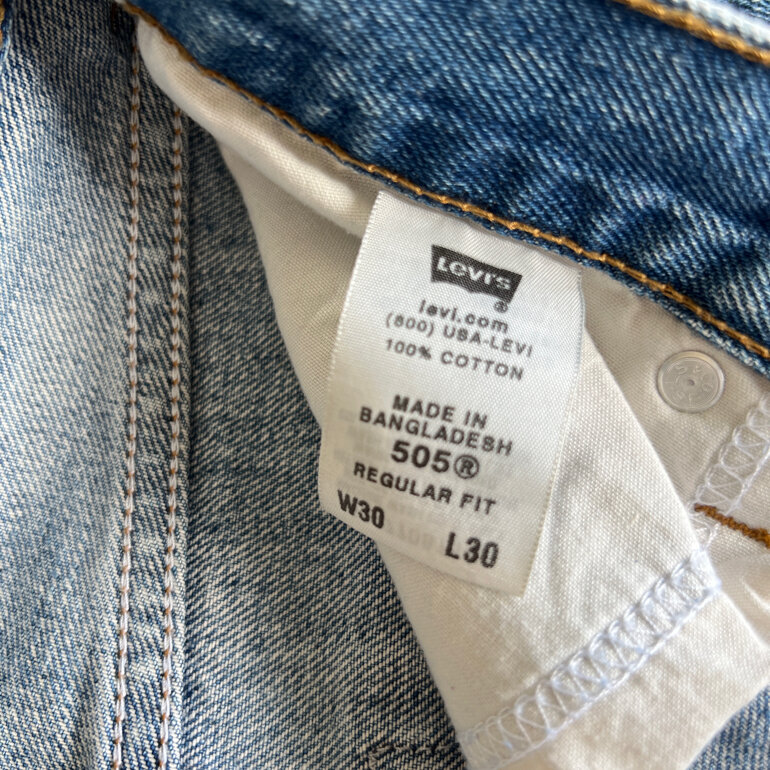 Levi's
®
levi.com
(800) USA-LEVI
100% COTTON
MADE IN
BANGLADESH
505®
REGULAR FIT
W30 L30